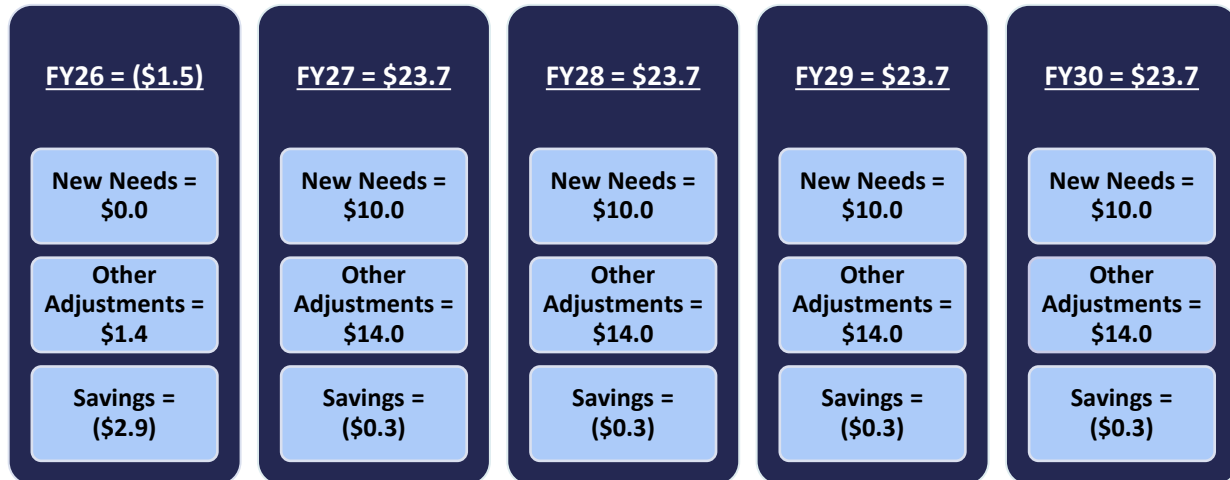 FY26 = ($1.5)
New Needs =
$0.0
Other
Adjustments =
$1.4
Savings =
($2.9)
FY27 = $23.7
New Needs =
$10.0
Other
Adjustments =
$14.0
Savings =
($0.3)
FY28 = $23.7
New Needs =
$10.0
Other
Adjustments =
$14.0
Savings =
($0.3)
FY29 = $23.7
New Needs =
$10.0
Other
Adjustments =
$14.0
Savings =
($0.3)
FY30 = $23.7
New Needs =
$10.0
Other
Adjustments =
$14.0
Savings =
($0.3)